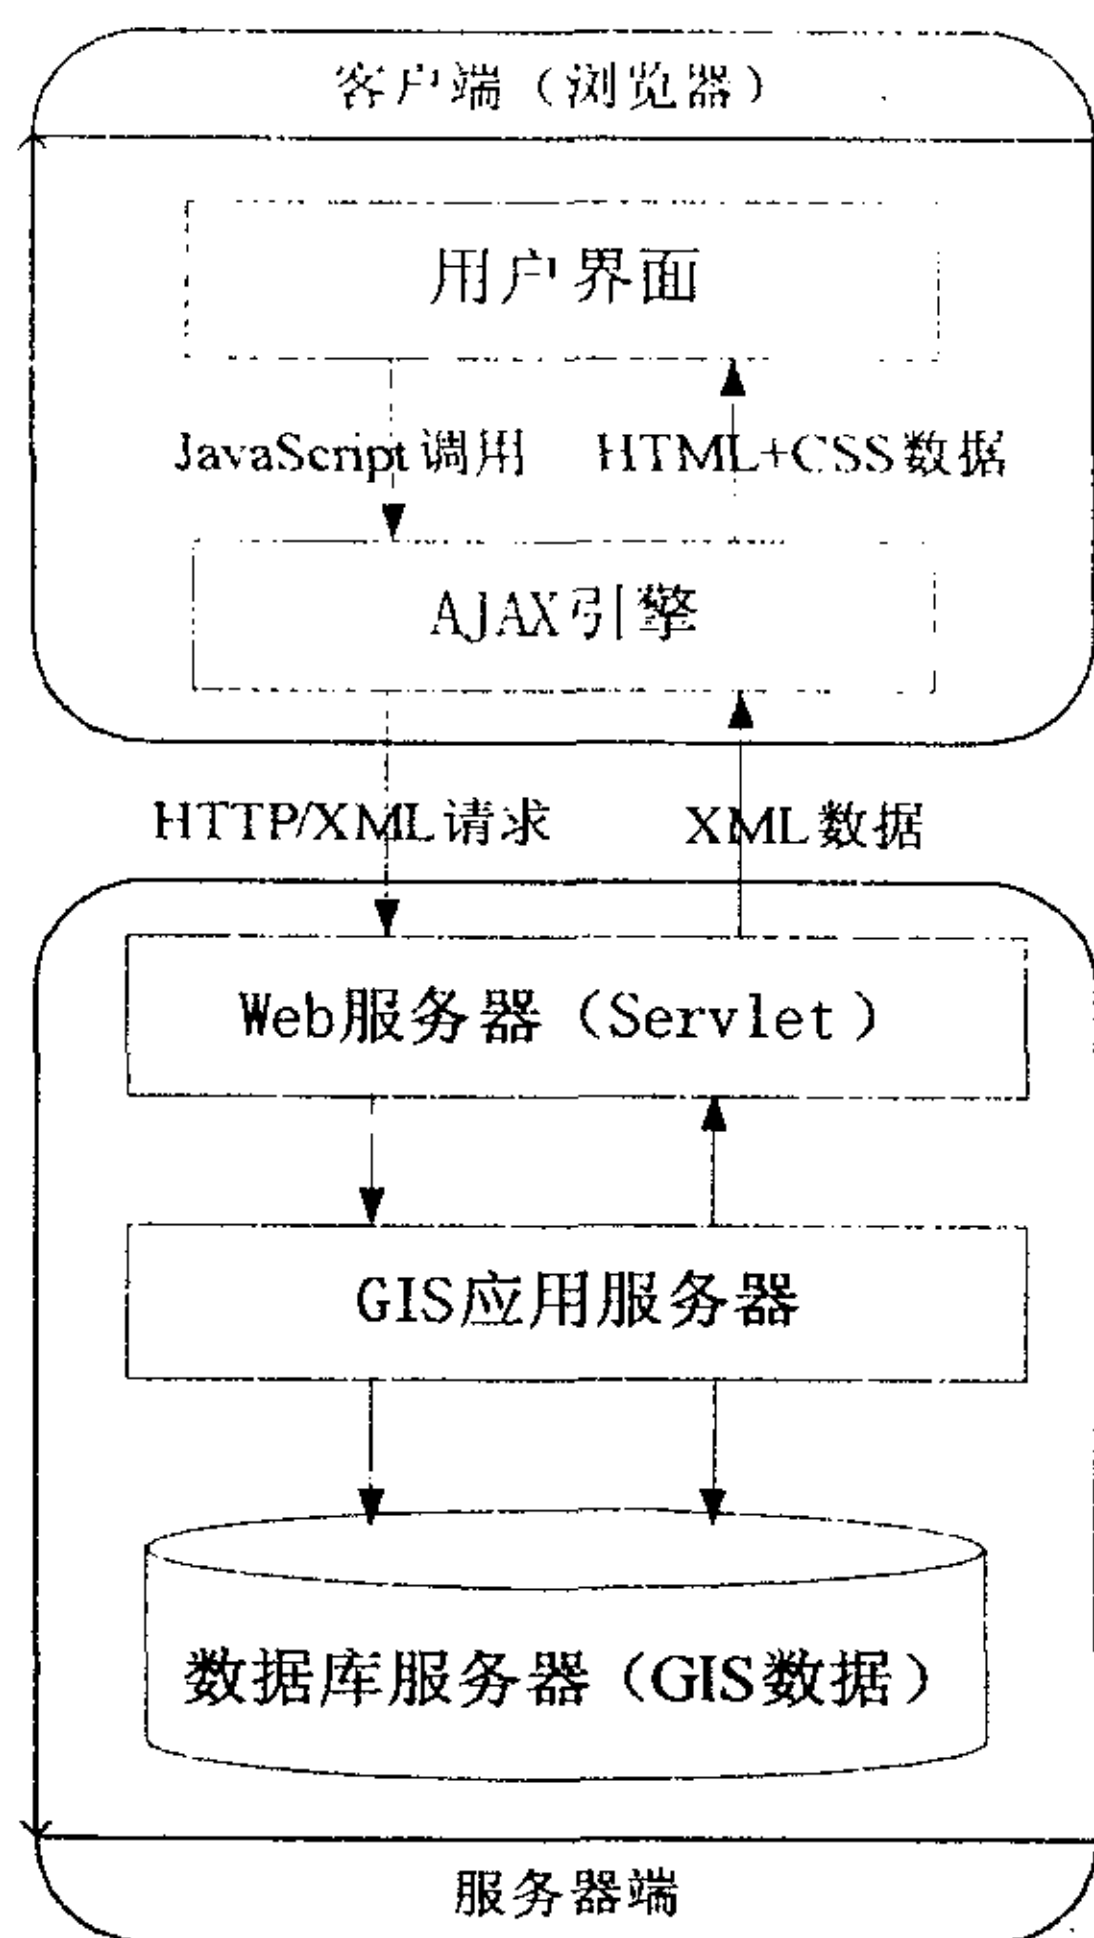 客户端（浏览器）
用户界面
JavaScript 调用 HTML+CSS 数据
AJAX引擎
HTTP/XML 请求 XML 数据
Web服务器（Servlet）
GIS应用服务器
数据库服务器（GIS 数据）
服务器端